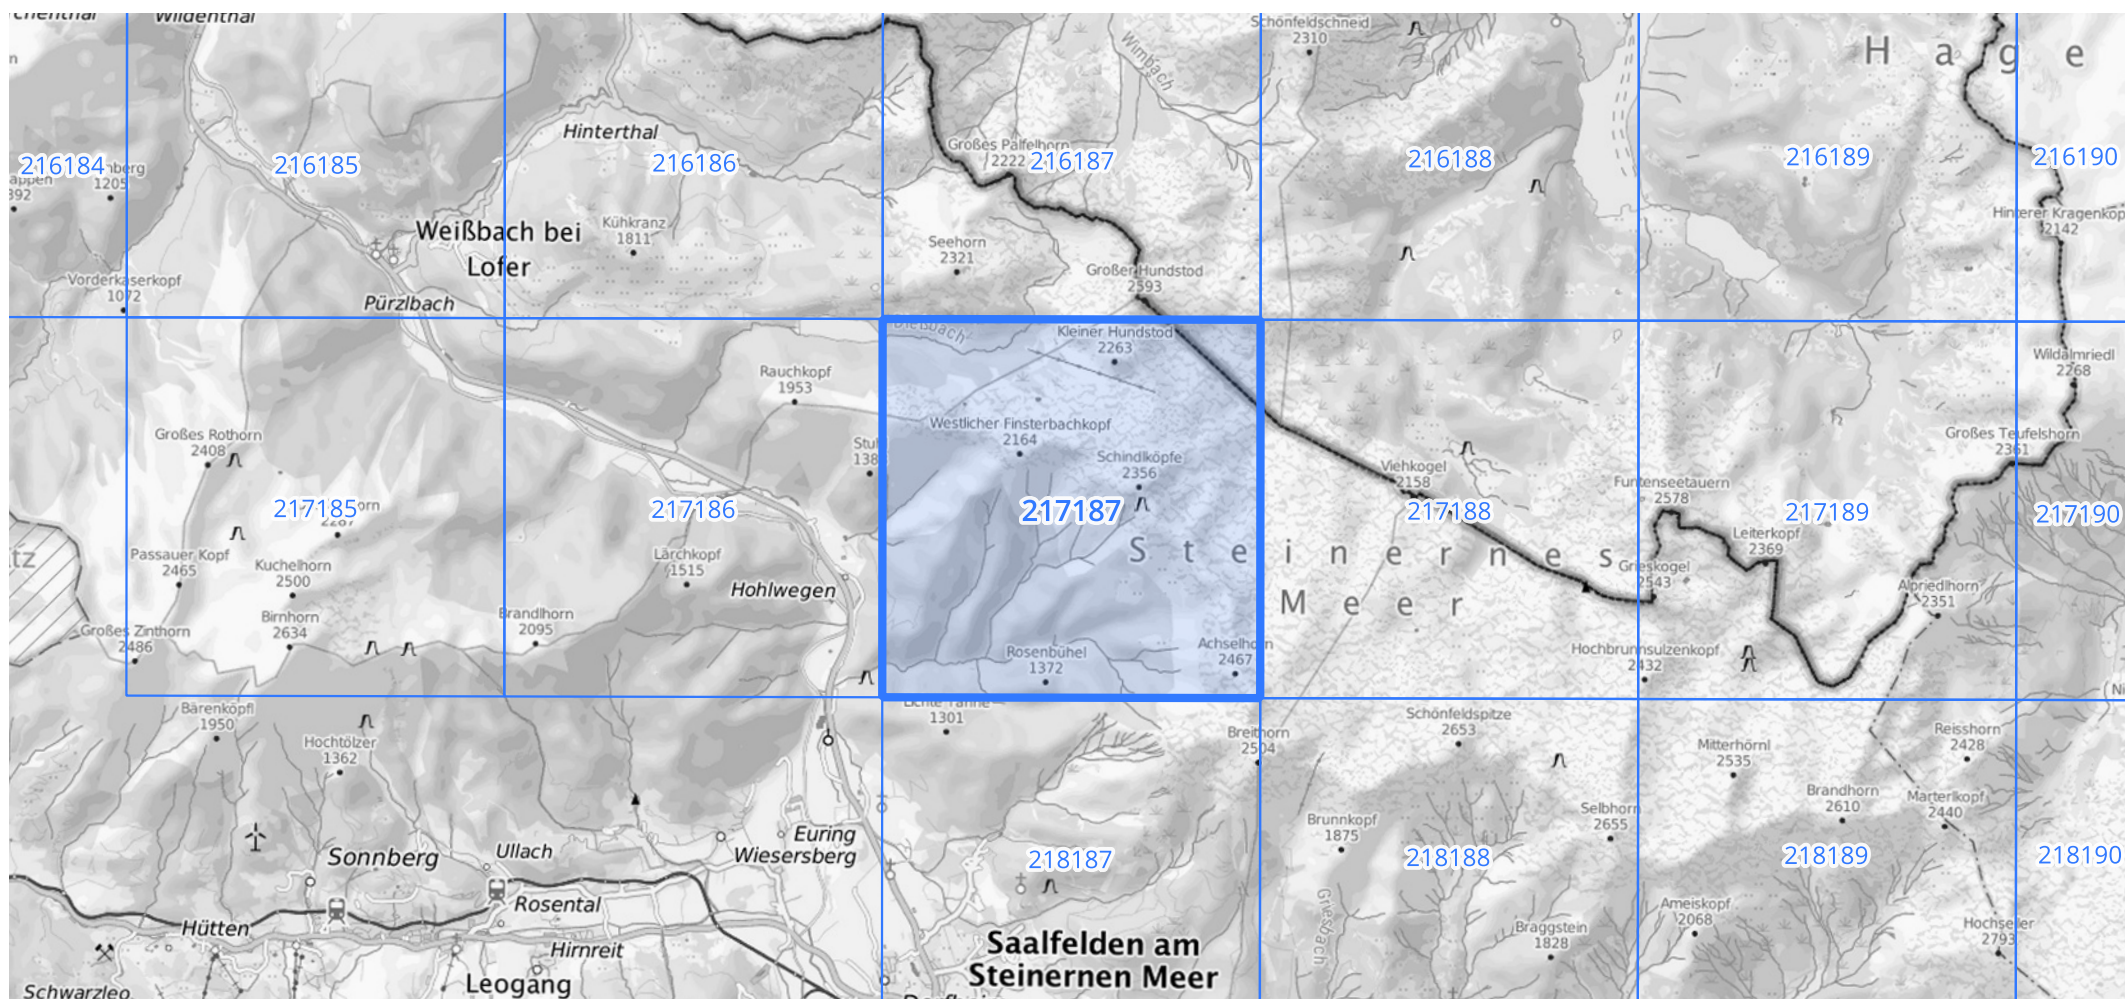 Wildenthal
Schönfeldschneid
2310
H a g e
Wimbach
Hinterthal
Großes Palfelhorn
2222
216184
216185
216186
216187
216188
216189
216190
1205
Kühkranz
1811
Weißbach bei
Lofer
Seehorn
2321
Hinterer Kragenkopf
2142
Vorderkaserkopf
1072
Pürzlbach
Großer Hundstod
2593
Dießbach
Kleiner Hundstod
2263
Rauchkopf
1953
Wildalmriedl
2268
Großes Rothorn
2408
Westlicher Finsterbachkopf
2164
Schindlköpfe
2356
Viehkogel
2158
Großes Teufelshorn
2361
Funtenseetauern
2578
217185
217186
217187
217188
217189
217190
Passauer Kopf
2465
Kuchelhorn
2500
Lärchkopf
1515
Hohlwegen
S t e i n e r n e s
M e e r
Leiterkopf
2369
Grieskogel
2543
Alpriedlhorn
2351
Birnhorn
2634
Brandlhorn
2095
Großes Zinthorn
2486
Rosenbühel
1372
Achselhorn
2467
Hochbrunnsulzenkopf
2432
Bärenköpfl
1950
Hochtölzer
1362
Lichte Tanne
1301
Breithorn
2504
Schönfeldspitze
2653
Mitterhörnl
2535
Reisshorn
2428
Brunnkopf
1875
Selbhorn
2655
Brandhorn
2610
Marterlkopf
2440
Euring
Wiesersberg
Sonnberg
Ullach
218187
218188
218189
218190
Rosental
Hütten
Hirnreit
Leogang
Saalfelden am
Steinernen Meer
Griesbach
Braggstein
1828
Ameiskopf
2068
Hochseiler
2793
Schwarzleo